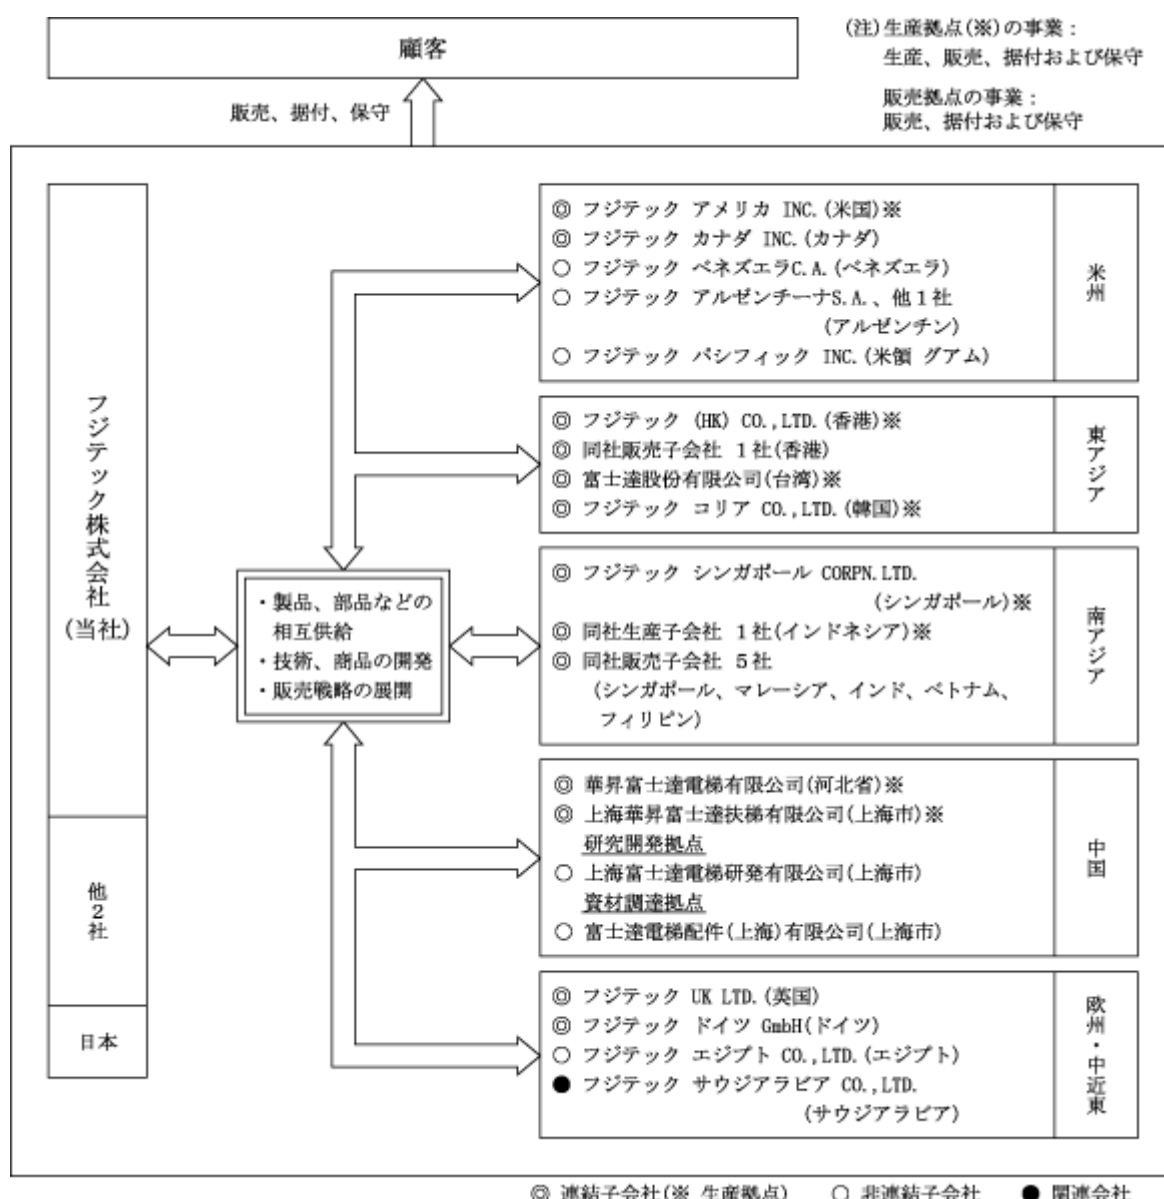 顧客
(注)生産拠点(※)の事業：
生産、販売、据付および保守
販売拠点の事業：
販売、据付および保守
販売、据付、保守
フジテック株式会社
(当社)
他２社
日本
・製品、部品などの
相互供給
・技術、商品の開発
・販売戦略の展開
◎ フジテック アメリカ INC.(米国)※
◎ フジテック カナダ INC.(カナダ)
○ フジテック ベネズエラC.A.(ベネズエラ)
○ フジテック アルゼンチーナS.A.、他１社
(アルゼンチン)
○ フジテック パシフィック INC.(米領 グアム)
米州
◎ フジテック (HK) CO.,LTD.(香港)※
◎ 同社販売子会社 １社(香港)
◎ 富士達股份有限公司(台湾)※
◎ フジテック コリア CO.,LTD.(韓国)※
東アジア
◎ フジテック シンガポール CORPN.LTD.
(シンガポール)※
◎ 同社生産子会社 １社(インドネシア)※
◎ 同社販売子会社 ５社
(シンガポール、マレーシア、インド、ベトナム、
フィリピン)
南アジア
◎ 華昇富士達電梯有限公司(河北省)※
◎ 上海華昇富士達扶梯有限公司(上海市)※
研究開発拠点
○ 上海富士達電梯研発有限公司(上海市)
資材調達拠点
○ 富士達電梯配件(上海)有限公司(上海市)
中国
◎ フジテック UK LTD.(英国)
◎ フジテック ドイツ GmbH(ドイツ)
○ フジテック エジプト CO.,LTD.(エジプト)
● フジテック サウジアラビア CO.,LTD.
(サウジアラビア)
欧州・中近東
◎ 連結子会社(※ 生産拠点) ○ 非連結子会社 ● 関連会社